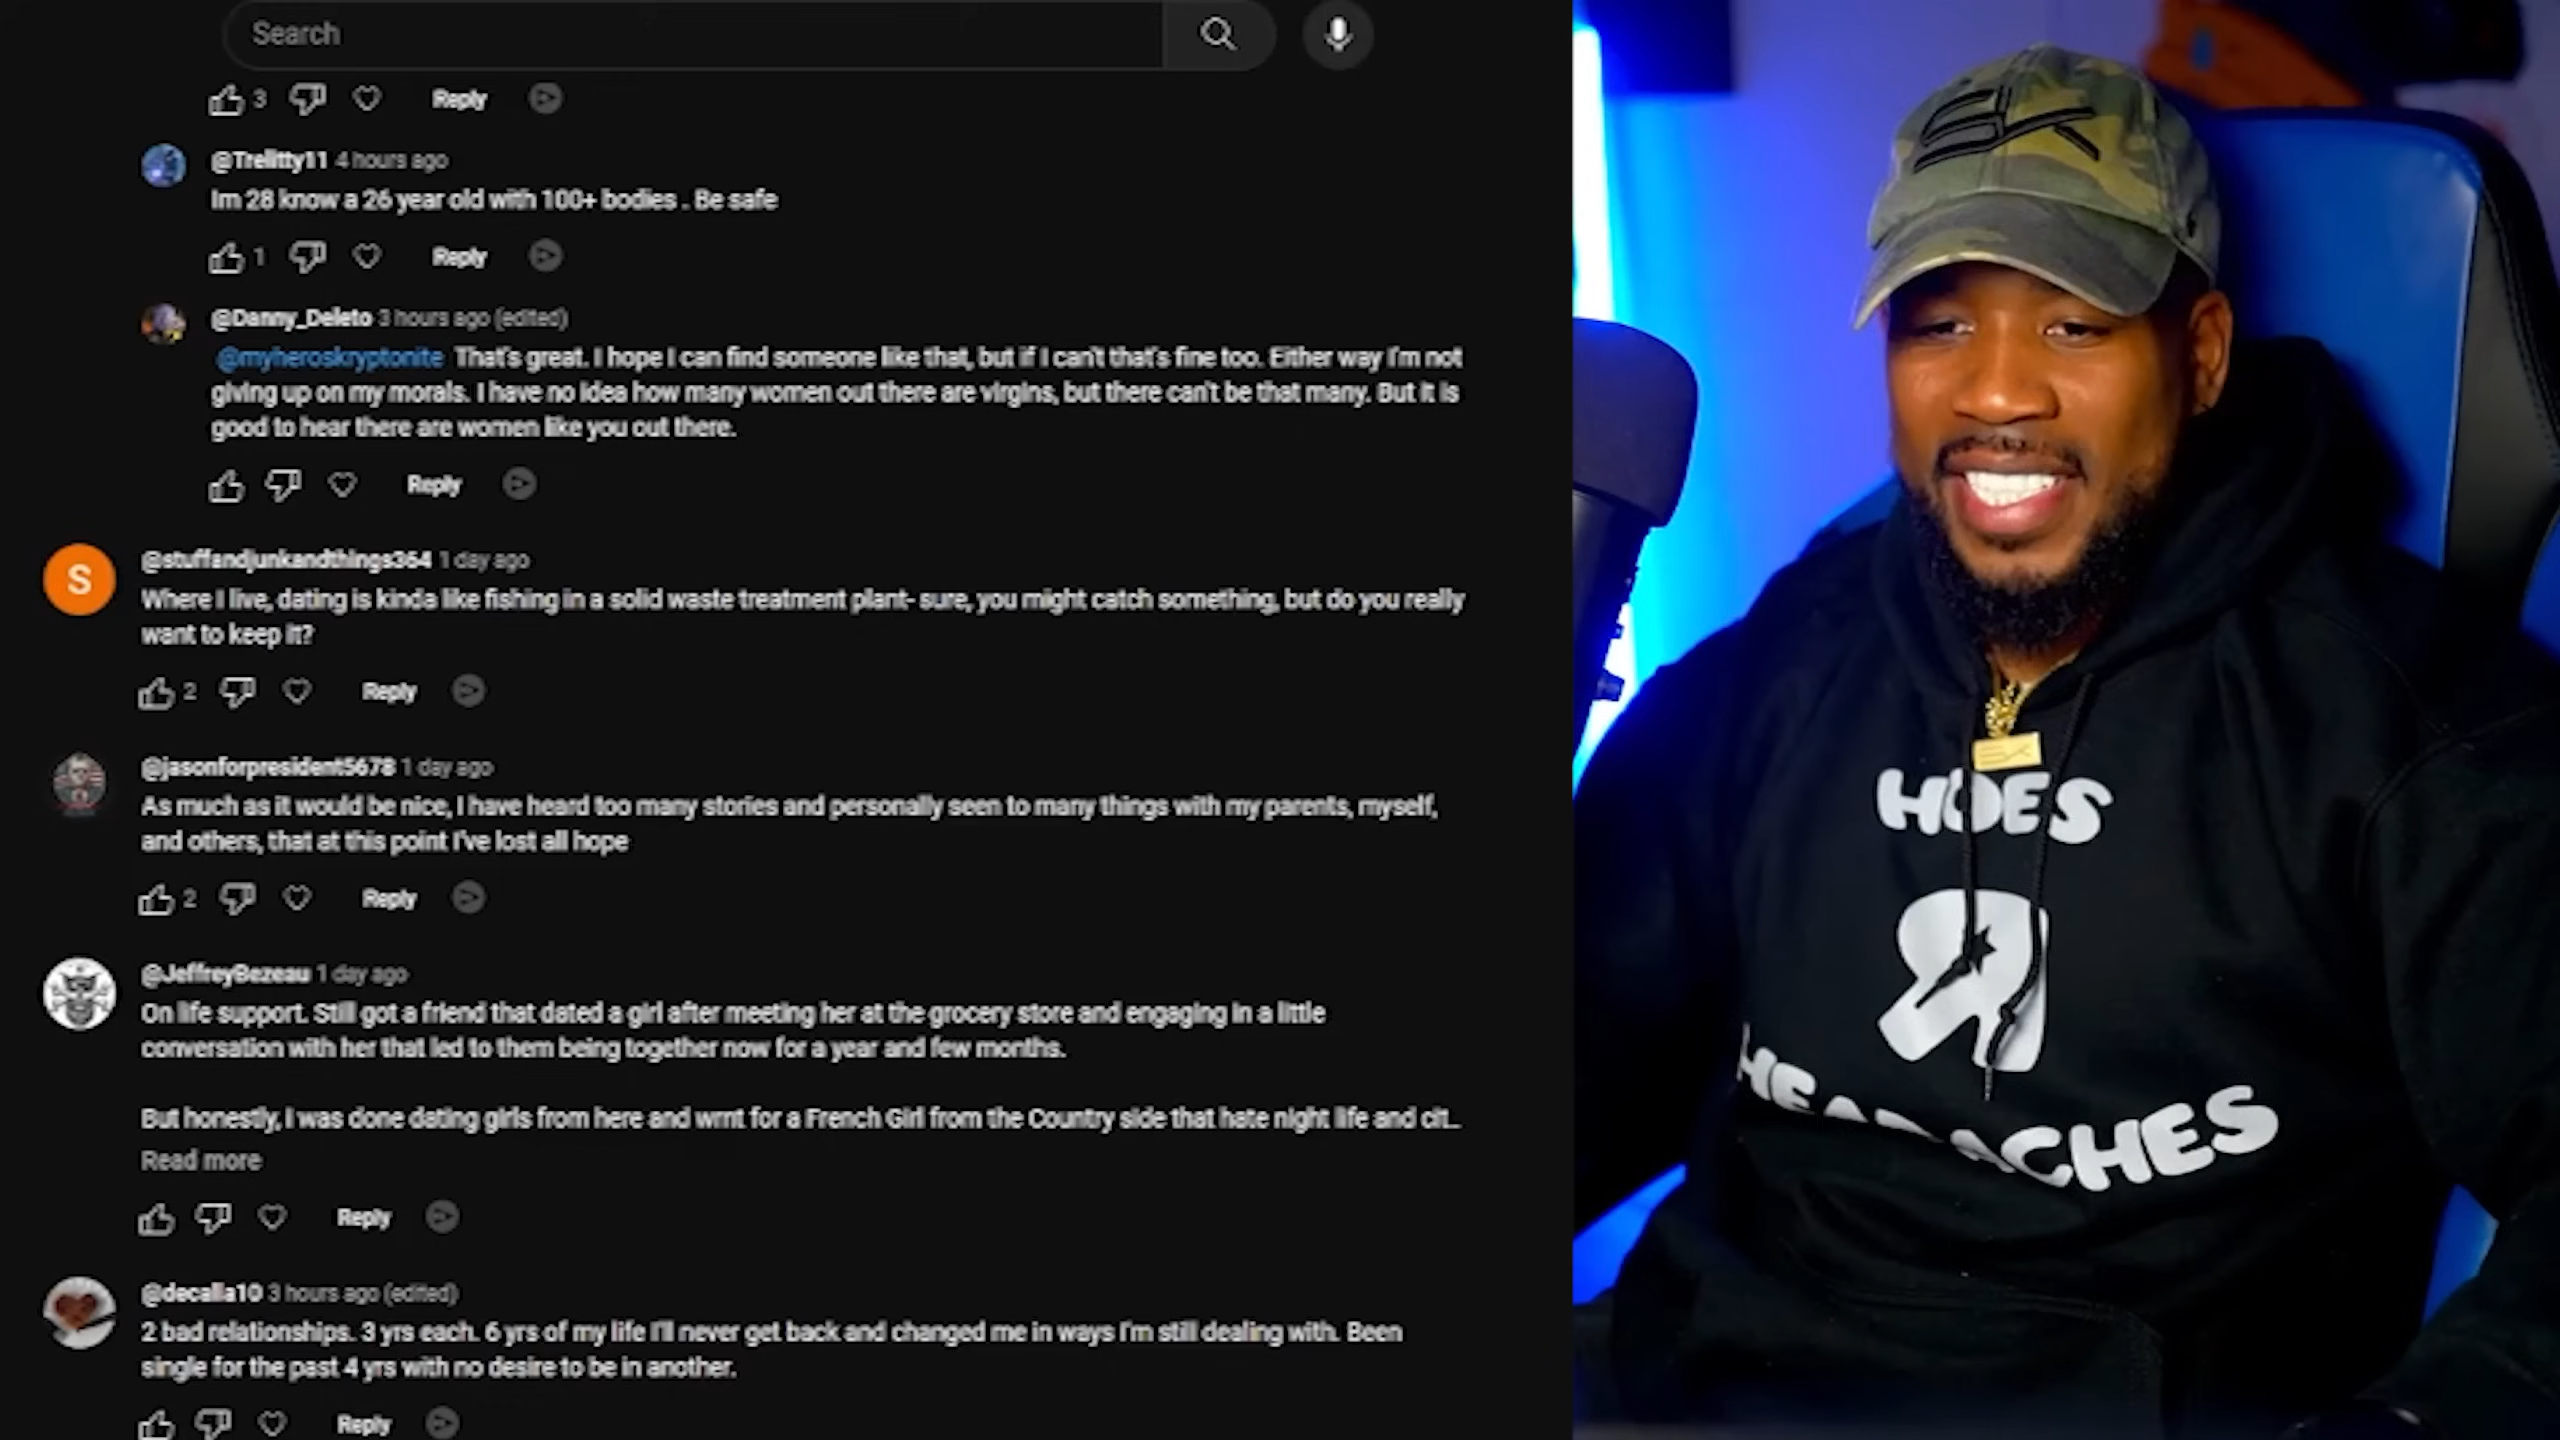 Search
3 Reply
@Trelitty11 4 hours ago
Im 28 know a 26 year old with 100+ bodies . Be safe
1 Reply
@Danny_Deleto 3 hours ago (edited)
@myheroskryptonite That's great. I hope I can find someone like that, but if I can't that's fine too. Either way I'm not
giving up on my morals. I have no idea how many women out there are virgins, but there can't be that many. But it is
good to hear there are women like you out there.
Reply
S
@stuffandjunkandthings364 1 day ago
Where I live, dating is kinda like fishing in a solid waste treatment plant- sure, you might catch something, but do you really
want to keep it?
2 Reply
@jasonforpresident5678 1 day ago
As much as it would be nice, I have heard too many stories and personally seen to many things with my parents, myself,
and others, that at this point I've lost all hope
2 Reply
@JeffreyBezeau 1 day ago
On life support. Still got a friend that dated a girl after meeting her at the grocery store and engaging in a little
conversation with her that led to them being together now for a year and few months.
But honestly, I was done dating girls from here and wrnt for a French Girl from the Country side that hate night life and cit...
Read more
Reply
@decalla10 3 hours ago (edited)
2 bad relationships. 3 yrs each. 6 yrs of my life I'll never get back and changed me in ways I'm still dealing with. Been
single for the past 4 yrs with no desire to be in another.
Reply
SK
HOES
R
HEADACHES